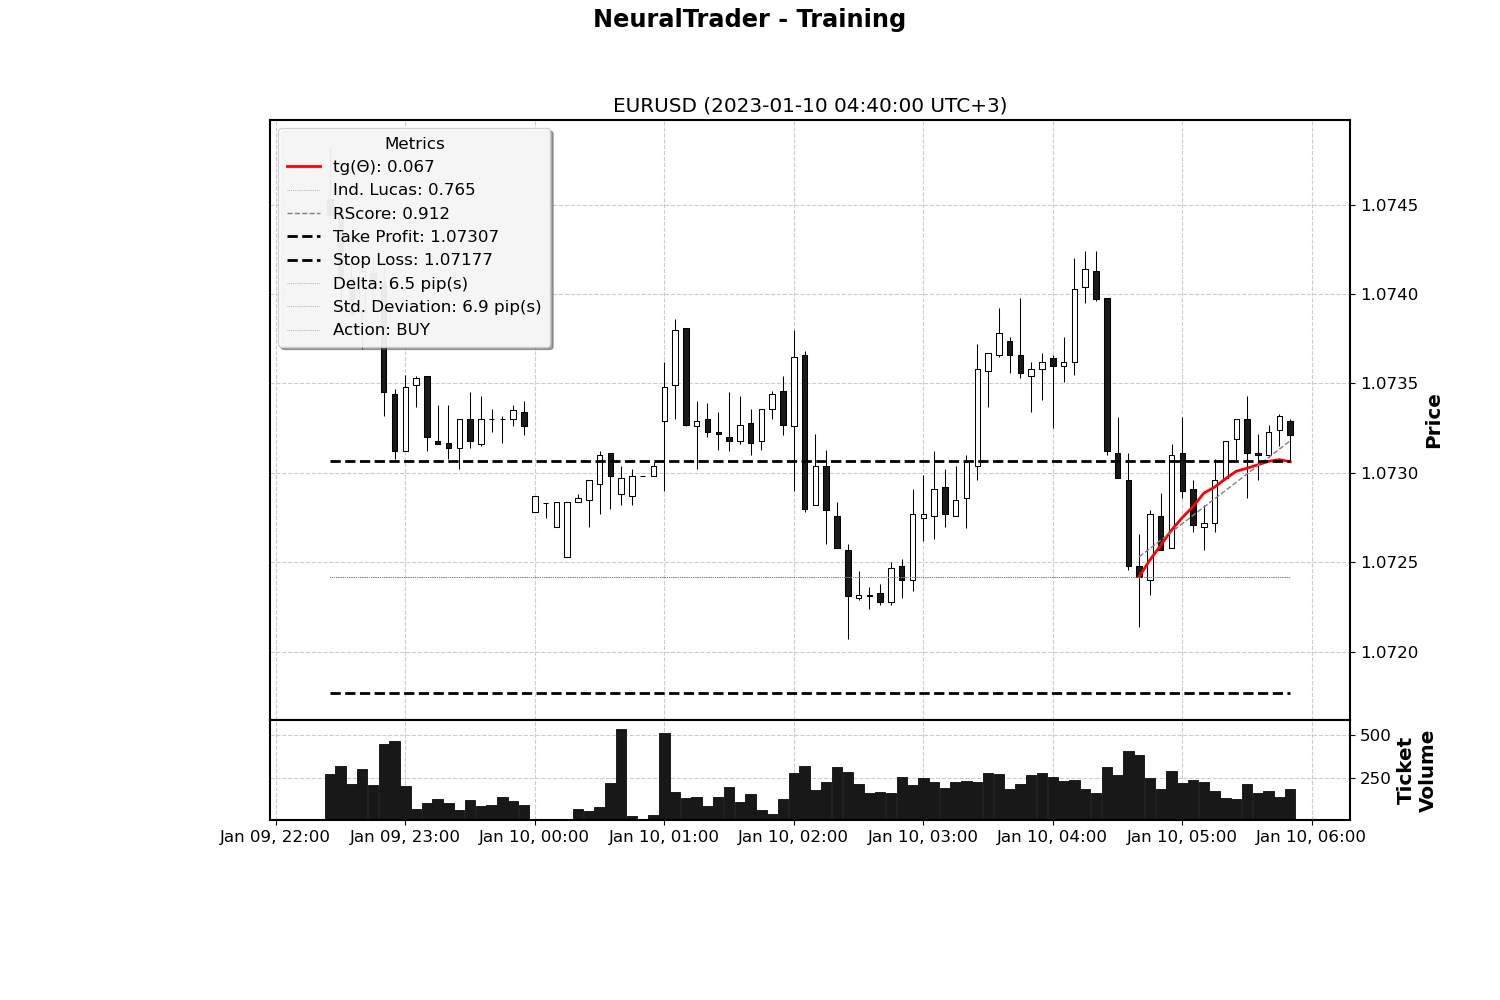 NeuralTrader - Training
EURUSD (2023-01-10 04:40:00 UTC+3)
Metrics
tg(Θ): 0.067
Ind. Lucas: 0.765
RScore: 0.912
Take Profit: 1.07307
Stop Loss: 1.07177
Delta: 6.5 pip(s)
Std. Deviation: 6.9 pip(s)
Action: BUY
1.0745
1.0740
1.0735
1.0730
1.0725
1.0720
Price
500
250
Ticket
Volume
Jan 09, 22:00 Jan 09, 23:00 Jan 10, 00:00 Jan 10, 01:00 Jan 10, 02:00 Jan 10, 03:00 Jan 10, 04:00 Jan 10, 05:00 Jan 10, 06:00